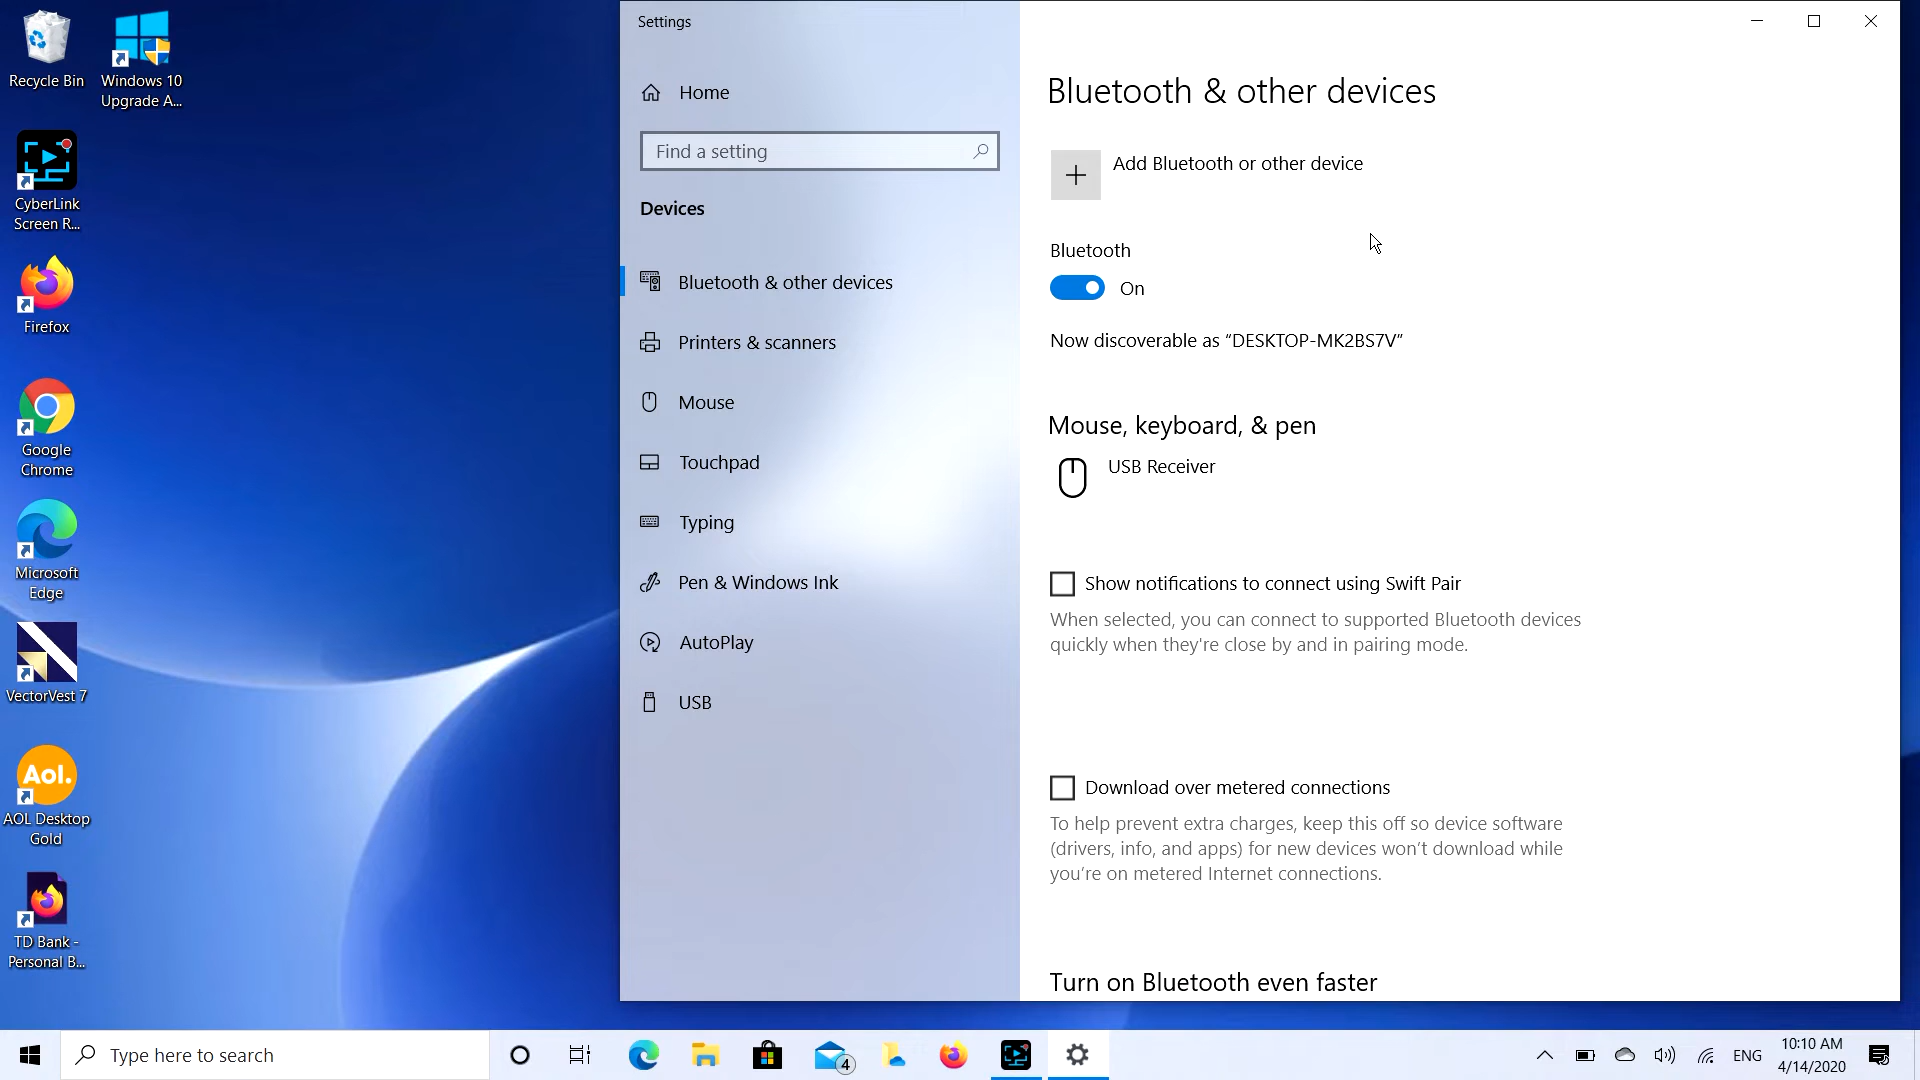 Recycle Bin
Windows 10
Upgrade A...
CyberLink
Screen R...
Firefox
Google
Chrome
Microsoft
Edge
VectorVest 7
Aol.
AOL Desktop
Gold
TD Bank -
Personal B...
Settings
Home
Find a setting
Devices
Bluetooth & other devices
Printers & scanners
Mouse
Touchpad
Typing
Pen & Windows Ink
AutoPlay
USB
Bluetooth & other devices
Add Bluetooth or other device
Bluetooth
On
Now discoverable as “DESKTOP-MK2BS7V”
Mouse, keyboard, & pen
USB Receiver
Show notifications to connect using Swift Pair
When selected, you can connect to supported Bluetooth devices
quickly when they're close by and in pairing mode.
Download over metered connections
To help prevent extra charges, keep this off so device software
(drivers, info, and apps) for new devices won’t download while
you’re on metered Internet connections.
Turn on Bluetooth even faster
Type here to search
4
ENG
10:10 AM
4/14/2020